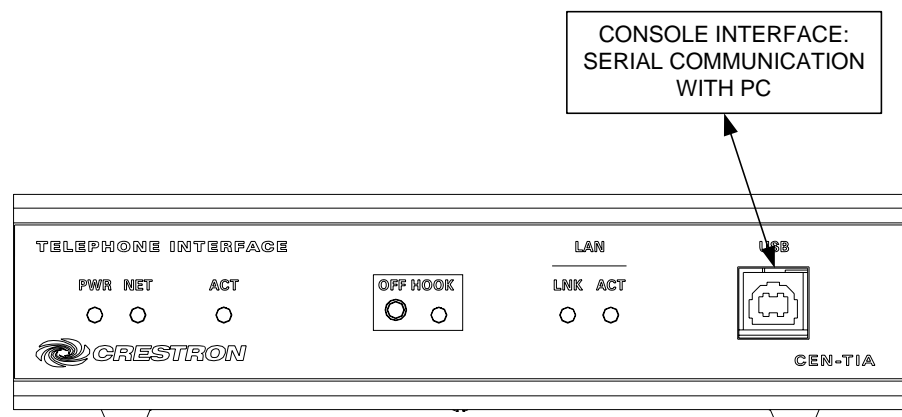 CONSOLE INTERFACE:
SERIAL COMMUNICATION
WITH PC
TELEPHONE INTERFACE
LAN
USB
PWR NET ACT
OFF HOOK
LNK ACT
CRESTRON
CEN-TIA